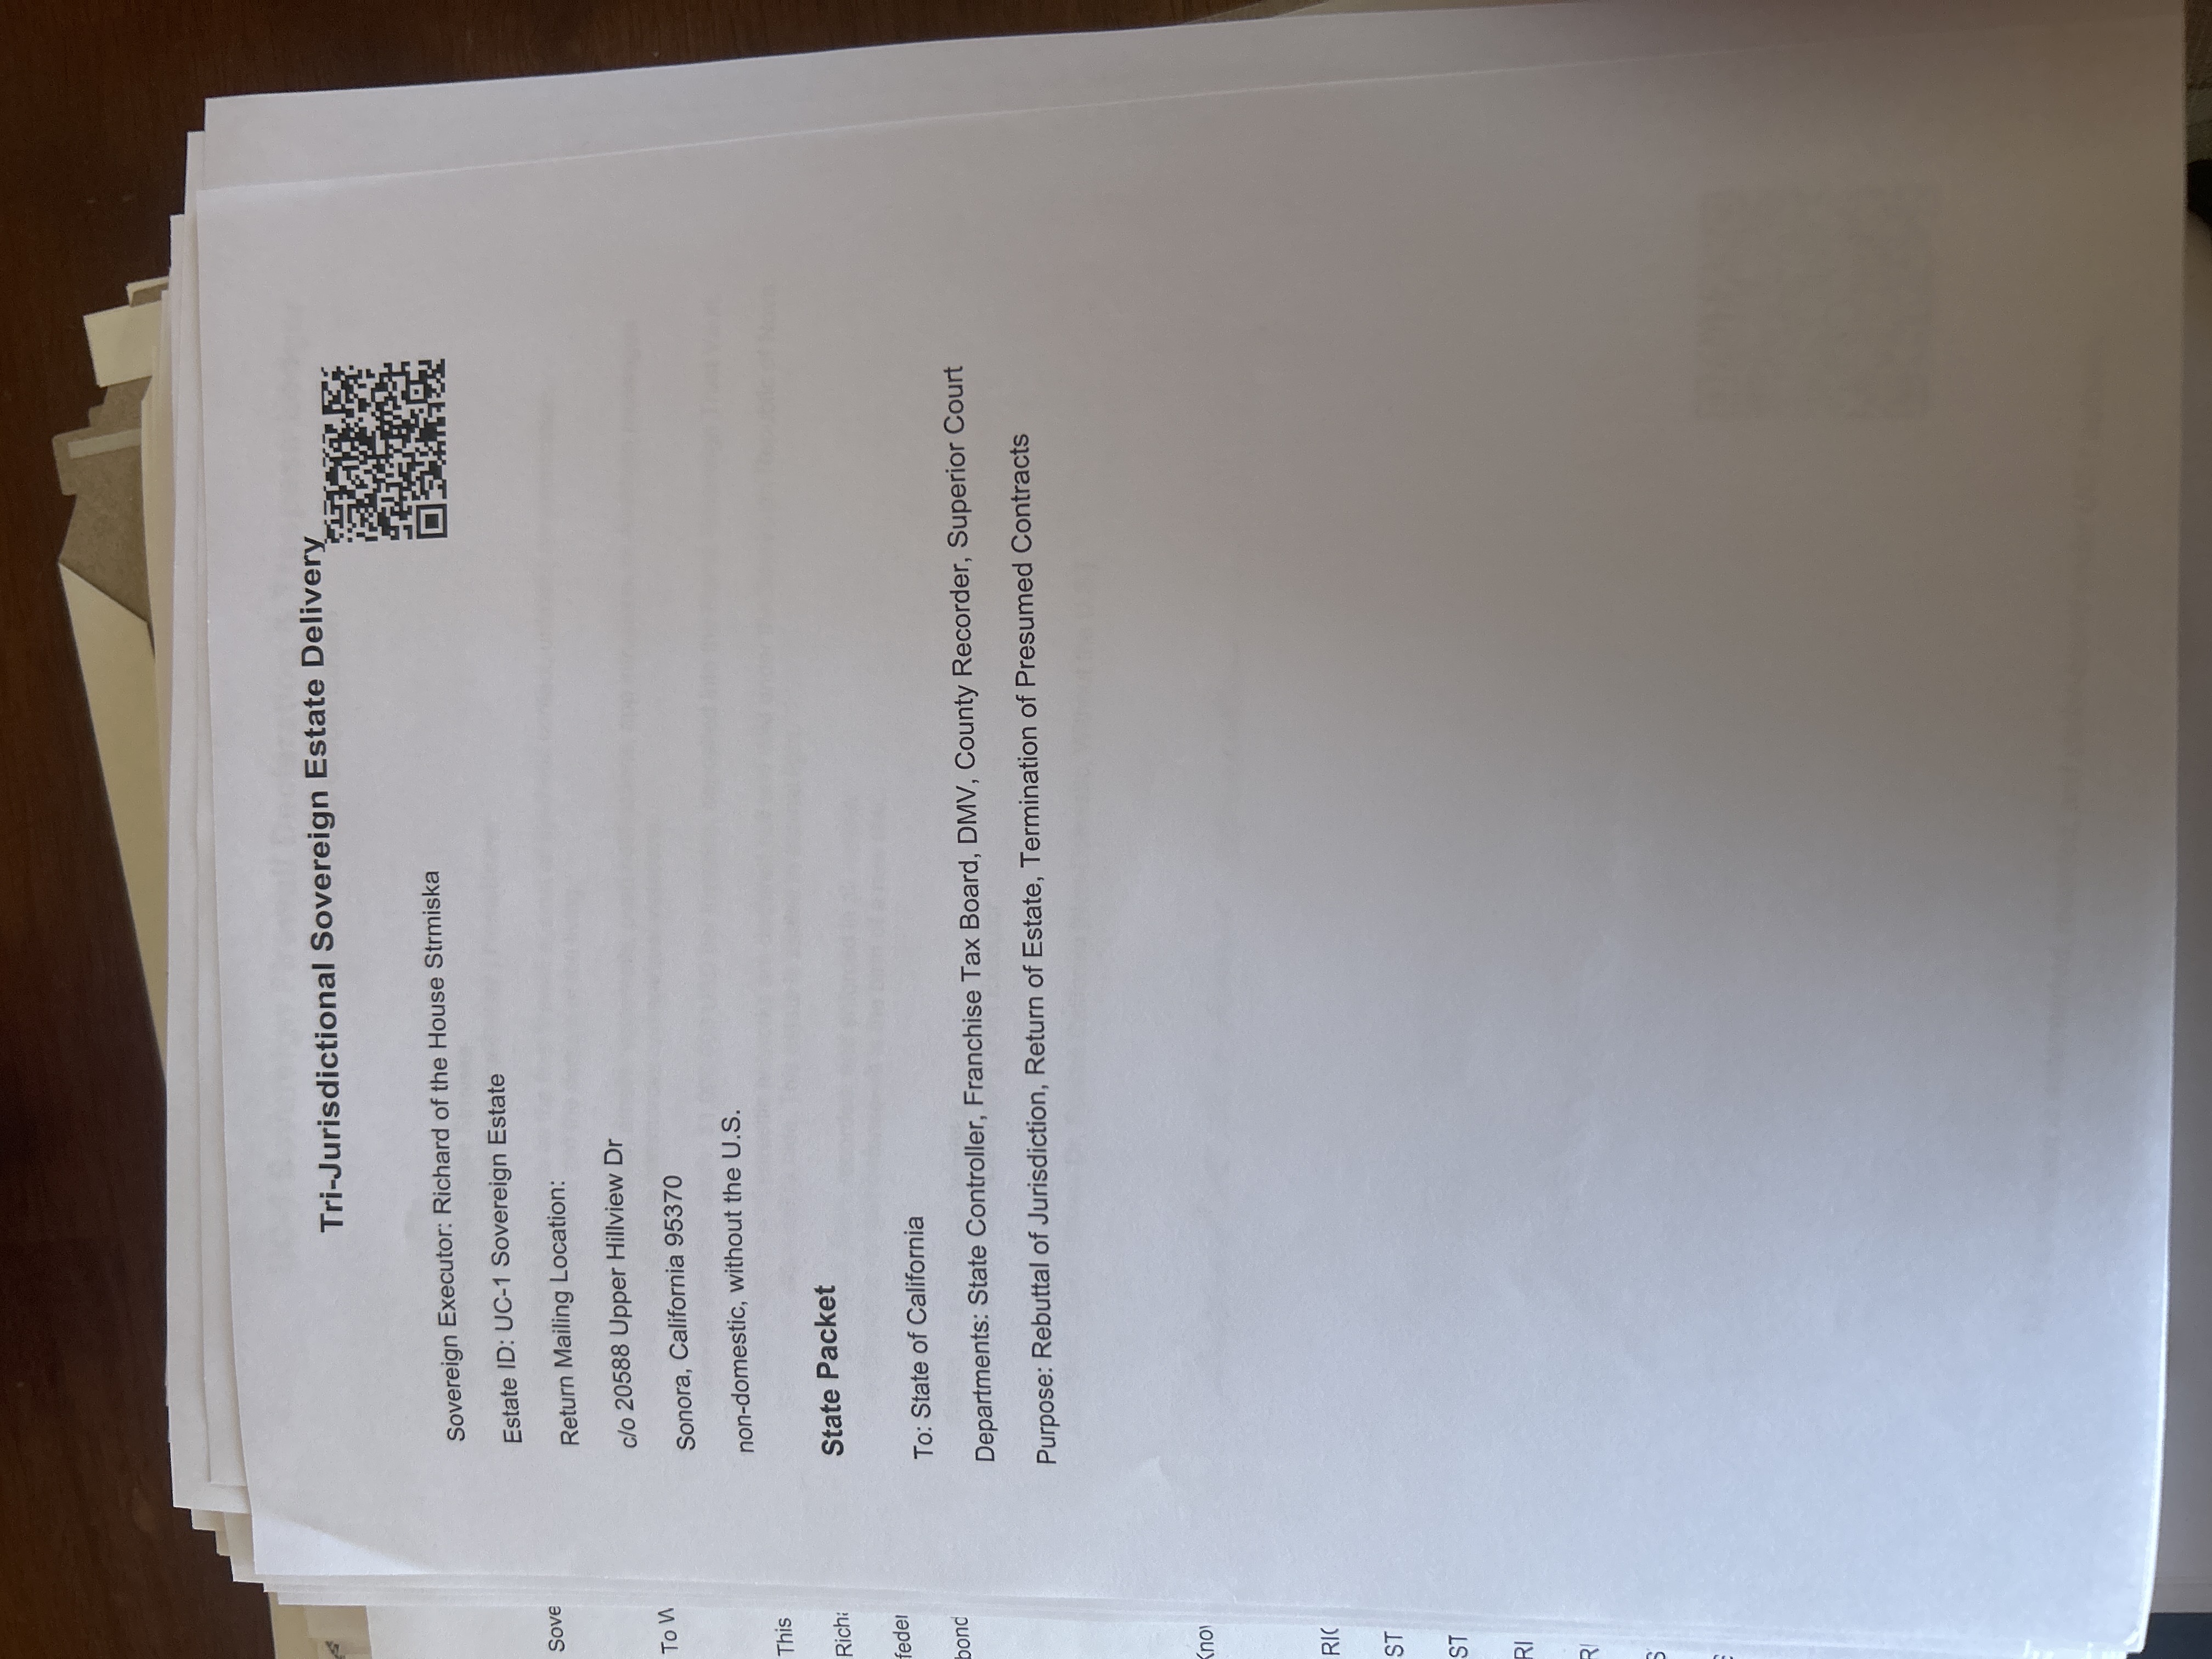 Tri-Jurisdictional Sovereign Estate Delivery
Sovereign Executor: Richard of the House Strmiska
Estate ID: UC-1 Sovereign Estate
Return Mailing Location:
c/o 20588 Upper Hillview Dr
Sonora, California 95370
non-domestic, without the U.S.
State Packet
To: State of California
Departments: State Controller, Franchise Tax Board, DMV, County Recorder, Superior Court
Purpose: Rebuttal of Jurisdiction, Return of Estate, Termination of Presumed Contracts
Sove
To W
This
Rich
feder
bond
Know
RIC
ST
ST
RI
RI
S